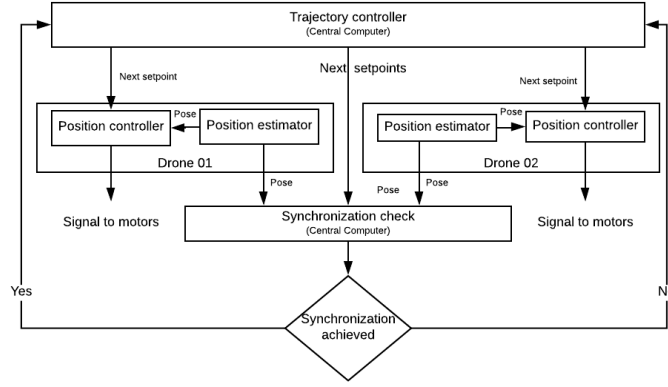 Trajectory controller
(Central Computer)
Next setpoint
Next setpoints
Next setpoint
Position controller
Pose
Position estimator
Drone 01
Position estimator
Pose
Position controller
Drone 02
Signal to motors
Pose
Pose
Pose
Signal to motors
Synchronization check
(Central Computer)
Yes
Synchronization
achieved
N